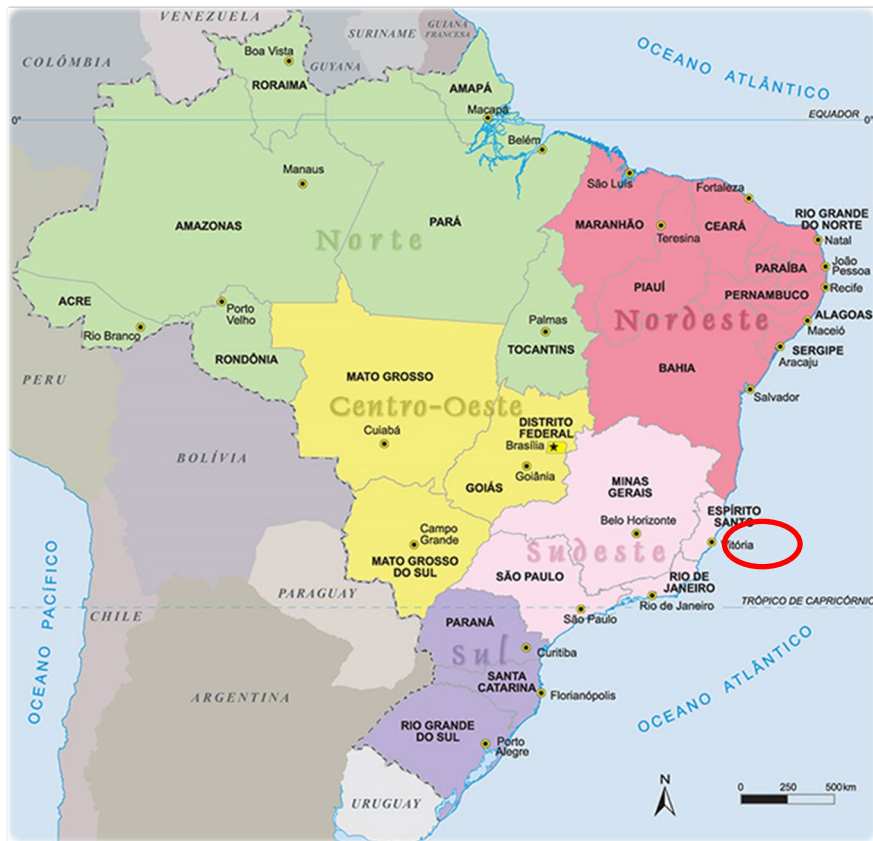 VENEZUELA
SURINAME
GUIANA
FRANCESA
GUYANA
COLÔMBIA
OCEANO ATLÂNTICO
Boa Vista
RORAIMA
AMAPÁ
Macapá
EQUADOR
0°
0°
Belém
Manaus
São Luís
Fortaleza
AMAZONAS
PARÁ
Norte
MARANHÃO
Teresina
CEARÁ
RIO GRANDE
DO NORTE
Natal
PARAÍBA
João
Pessoa
PIAUÍ
PERNAMBUCO
Recife
ACRE
Rio Branco
Porto
Velho
RONDÔNIA
Palmas
TOCANTINS
Nordeste
ALAGOAS
Maceió
SERGIPE
Aracaju
BAHIA
Salvador
PERU
MATO GROSSO
Centro-Oeste
Cuiabá
DISTRITO
FEDERAL
Brasília
Goiânia
GOIÁS
BOLÍVIA
MINAS
GERAIS
Belo Horizonte
ESPÍRITO
SANTO
Vitória
Campo
Grande
MATO GROSSO
DO SUL
Sudeste
SÃO PAULO
São Paulo
RIO DE
JANEIRO
Rio de Janeiro
TRÓPICO DE CAPRICÓRNIO
OCEANO PACÍFICO
CHILE
PARAGUAY
PARANÁ
Sul
Curitiba
SANTA
CATARINA
Florianópolis
ARGENTINA
RIO GRANDE
DO SUL
Porto
Alegre
OCEANO ATLÂNTICO
URUGUAY
N
0 250 500 km